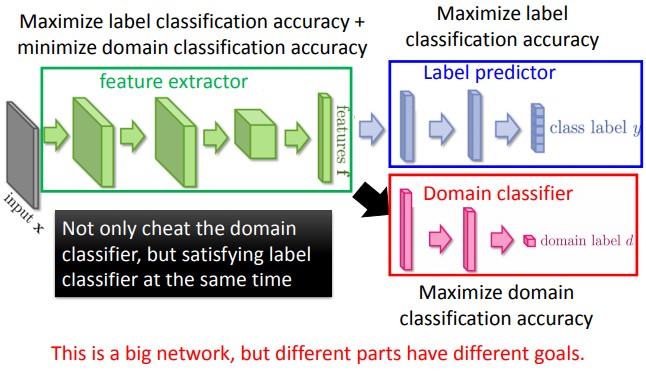 Maximize label classification accuracy +
minimize domain classification accuracy
Maximize label
classification accuracy
feature extractor
Label predictor
features f
class label y
input x
Domain classifier
domain label d
Not only cheat the domain
classifier, but satisfying label
classifier at the same time
Maximize domain
classification accuracy
This is a big network, but different parts have different goals.